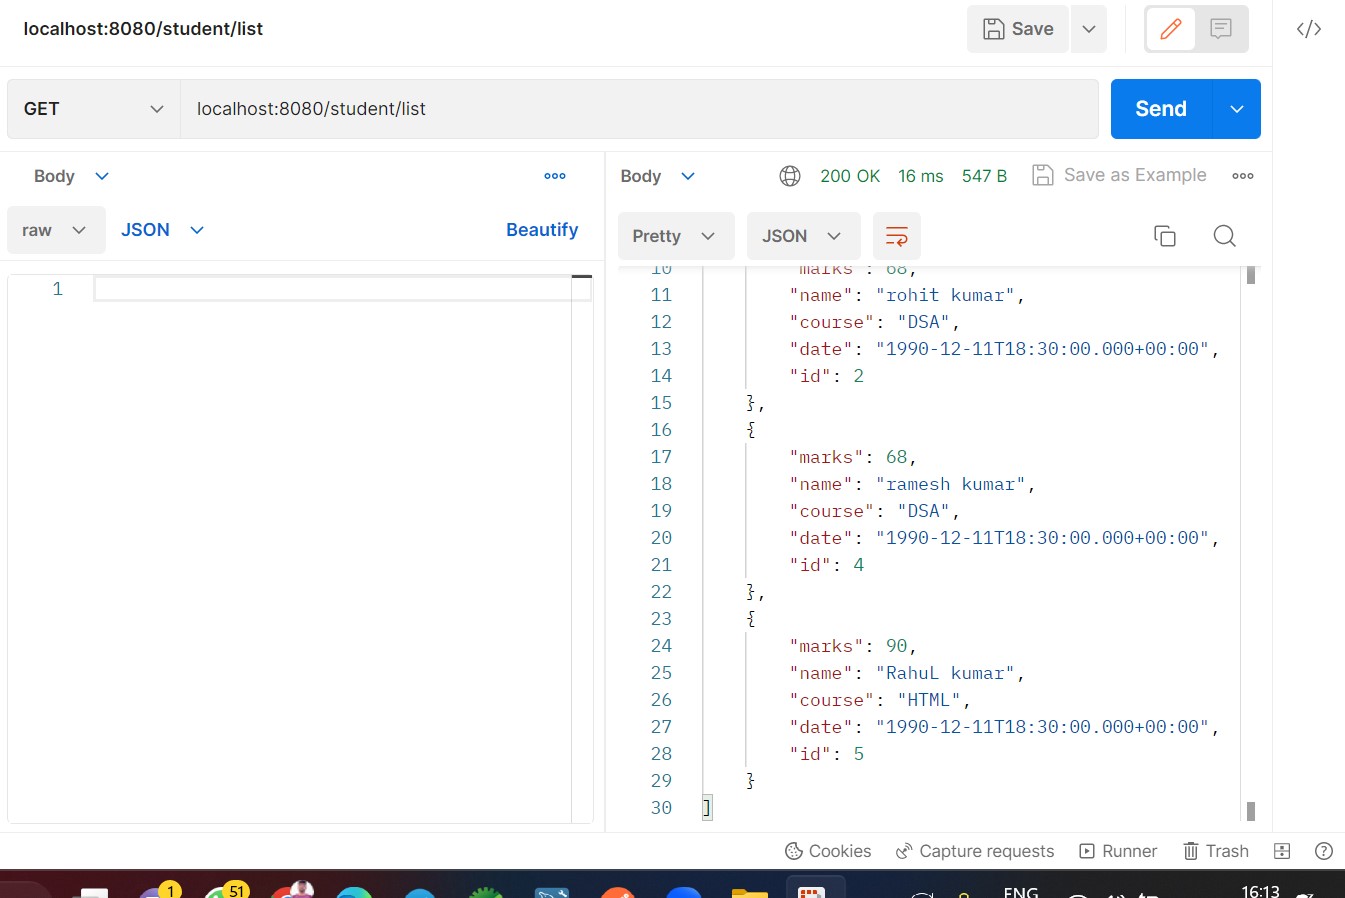 localhost:8080/student/list
Save
</>
GET
localhost:8080/student/list
Send
Body
raw
JSON
Beautify
1
Body
200 OK
16 ms
547 B
Save as Example
Pretty
JSON
10 "marks": 68,
11 "name": "rohit kumar",
12 "course": "DSA",
13 "date": "1990-12-11T18:30:00.000+00:00",
14 "id": 2
15 },
16 {
17 "marks": 68,
18 "name": "ramesh kumar",
19 "course": "DSA",
20 "date": "1990-12-11T18:30:00.000+00:00",
21 "id": 4
22 },
23 {
24 "marks": 90,
25 "name": "RahuL kumar",
26 "course": "HTML",
27 "date": "1990-12-11T18:30:00.000+00:00",
28 "id": 5
29 }
30 ]
Cookies
Capture requests
Runner
Trash
1
51
ENG
16:13